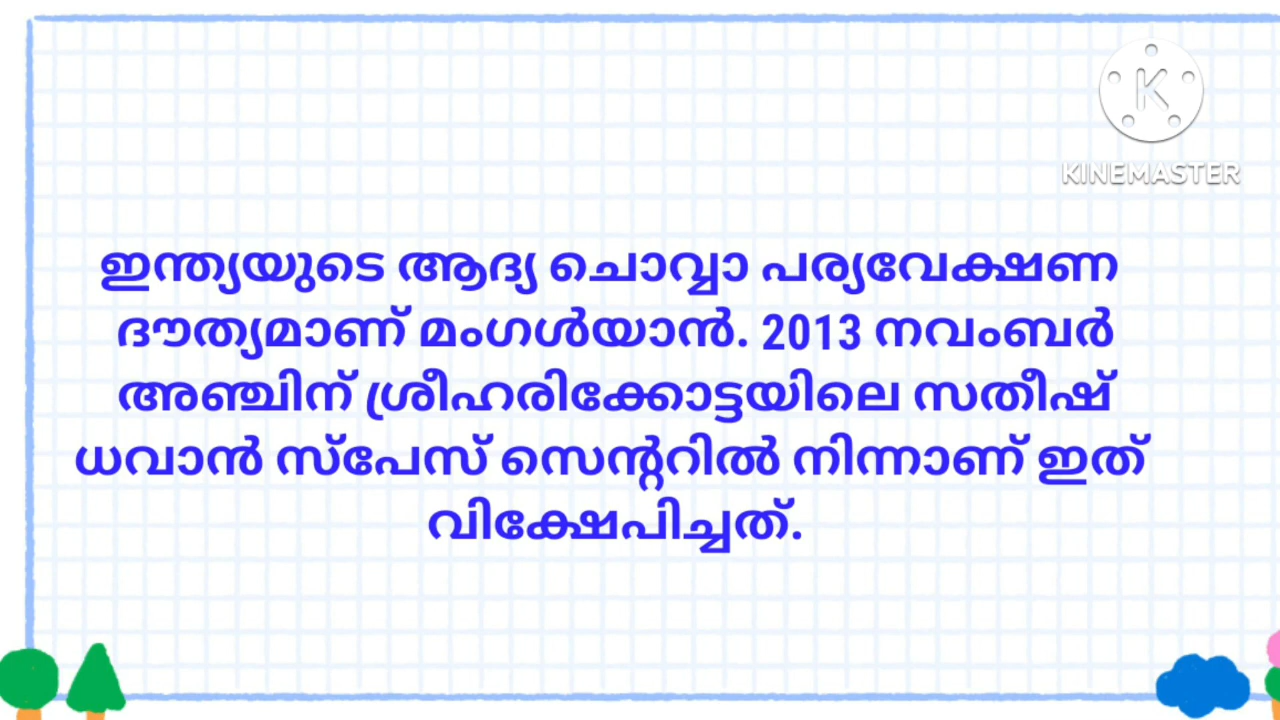 K
KINEMASTER
ഇന്ത്യയുടെ ആദ്യ ചൊവ്വാ പര്യവേക്ഷണ
ദൗത്യമാണ് മംഗൾയാൻ. 2013 നവംബർ
അഞ്ചിന് ശ്രീഹരിക്കോട്ടയിലെ സതീഷ്
ധവാൻ സ്പേസ് സെന്ററിൽ നിന്നാണ് ഇത്
വിക്ഷേപിച്ചത്.